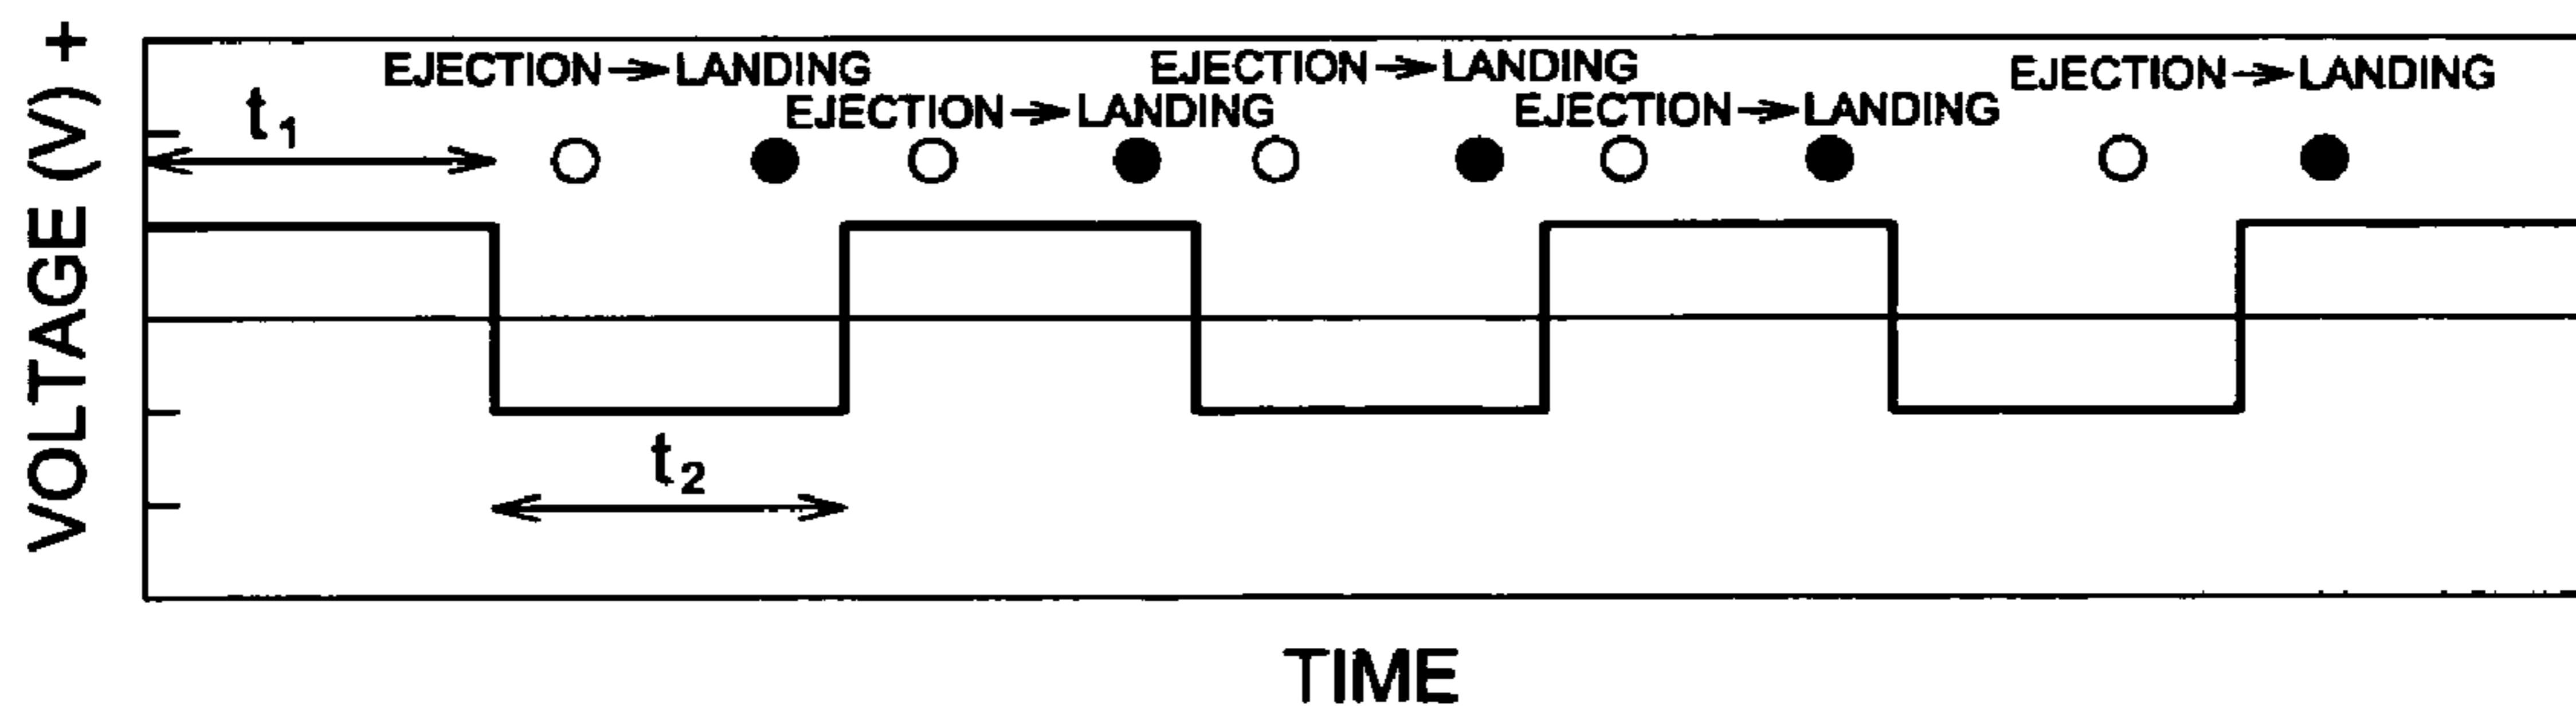 VOLTAGE (V) +
EJECTION→LANDING EJECTION→LANDING EJECTION→LANDING
EJECTION→LANDING EJECTION→LANDING
t1
t2
TIME